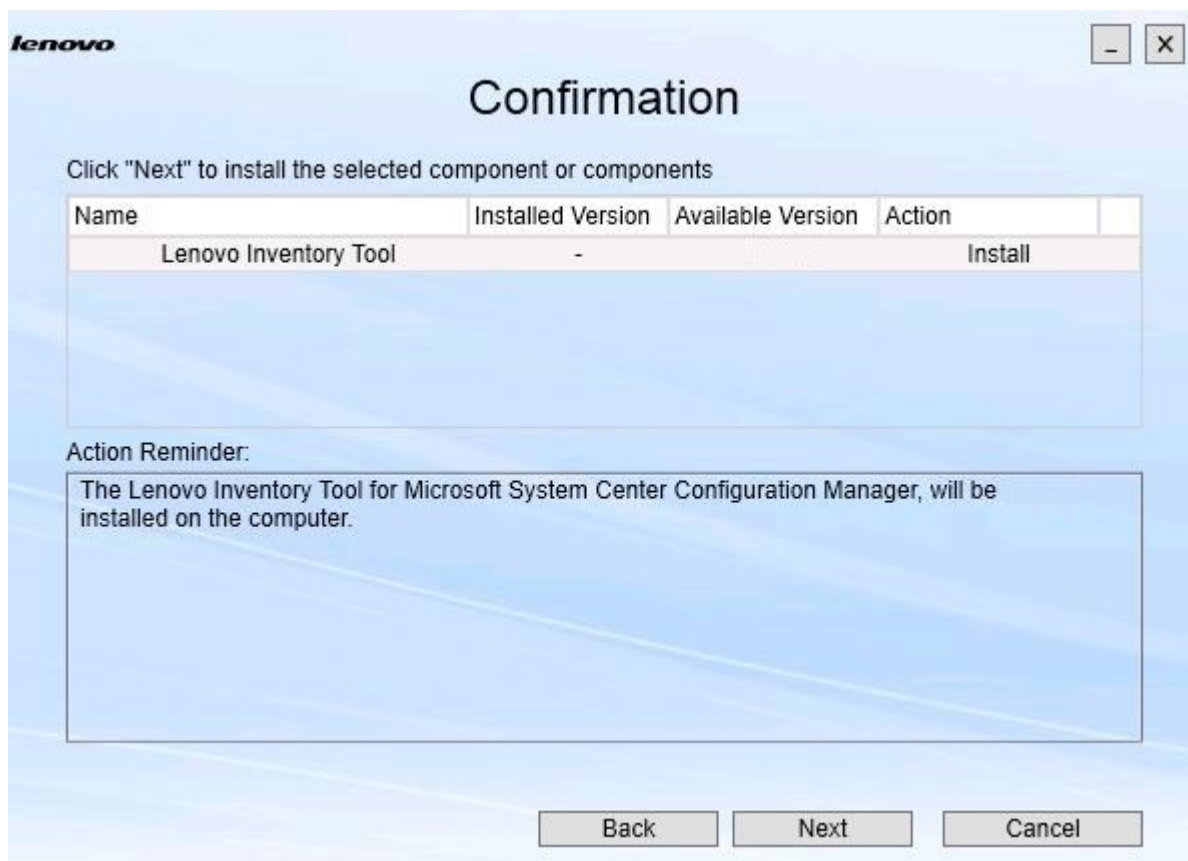 lenovo
_ X
Confirmation
Click "Next" to install the selected component or components
Name Installed Version Available Version Action
Lenovo Inventory Tool - Install
Action Reminder:
The Lenovo Inventory Tool for Microsoft System Center Configuration Manager, will be
installed on the computer.
Back Next Cancel